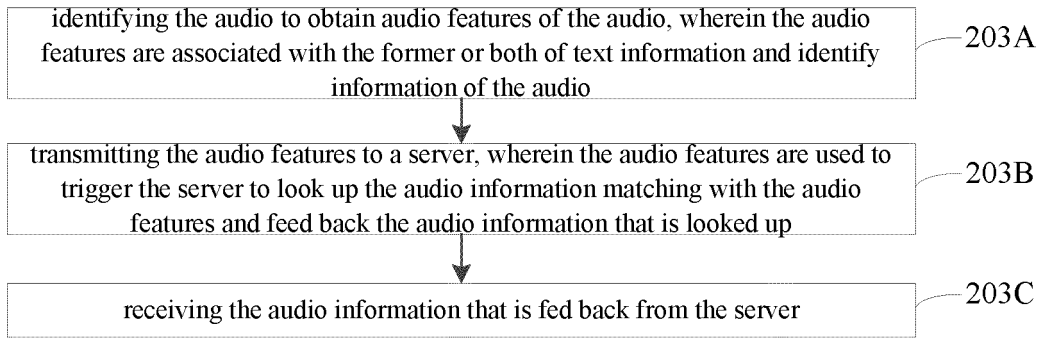 identifying the audio to obtain audio features of the audio, wherein the audio
features are associated with the former or both of text information and identify
information of the audio
203A
transmitting the audio features to a server, wherein the audio features are used to
trigger the server to look up the audio information matching with the audio
features and feed back the audio information that is looked up
203B
receiving the audio information that is fed back from the server
203C